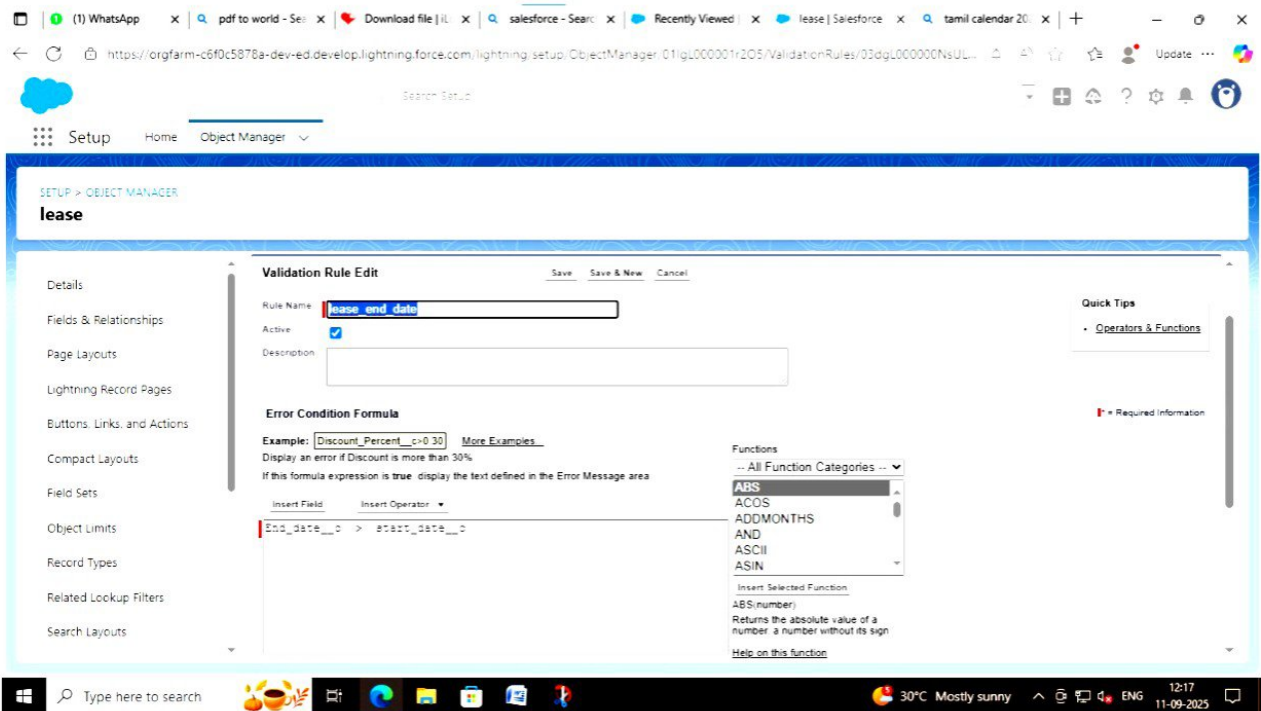 (1) WhatsApp
pdf to world - Sea
Download file | iL
salesforce - Searc
Recently Viewed |
lease | Salesforce
tamil calendar 20
https://orgfarm-c6f0c5878a-dev-ed.develop.lightning.force.com/lightning/setup/ObjectManager/01IgL000001r2O5/ValidationRules/03dgL000000NsUL...
Update
Search Setup
Setup
Home
Object Manager
SETUP > OBJECT MANAGER
lease
Details
Fields & Relationships
Page Layouts
Lightning Record Pages
Buttons, Links, and Actions
Compact Layouts
Field Sets
Object Limits
Record Types
Related Lookup Filters
Search Layouts
Validation Rule Edit
Save
Save & New
Cancel
Rule Name
lease_end_date
Active
Description
Quick Tips
• Operators & Functions
Error Condition Formula
= Required Information
Example: Discount_Percent__c>0.30 More Examples...
Display an error if Discount is more than 30%
If this formula expression is true, display the text defined in the Error Message area
Insert Field
Insert Operator
End_date__c > start_date__c
Functions
-- All Function Categories --
ABS
ACOS
ADDMONTHS
AND
ASCII
ASIN
Insert Selected Function
ABS(number)
Returns the absolute value of a
number, a number without its sign
Help on this function
Type here to search
30°C Mostly sunny
ENG
12:17
11-09-2025